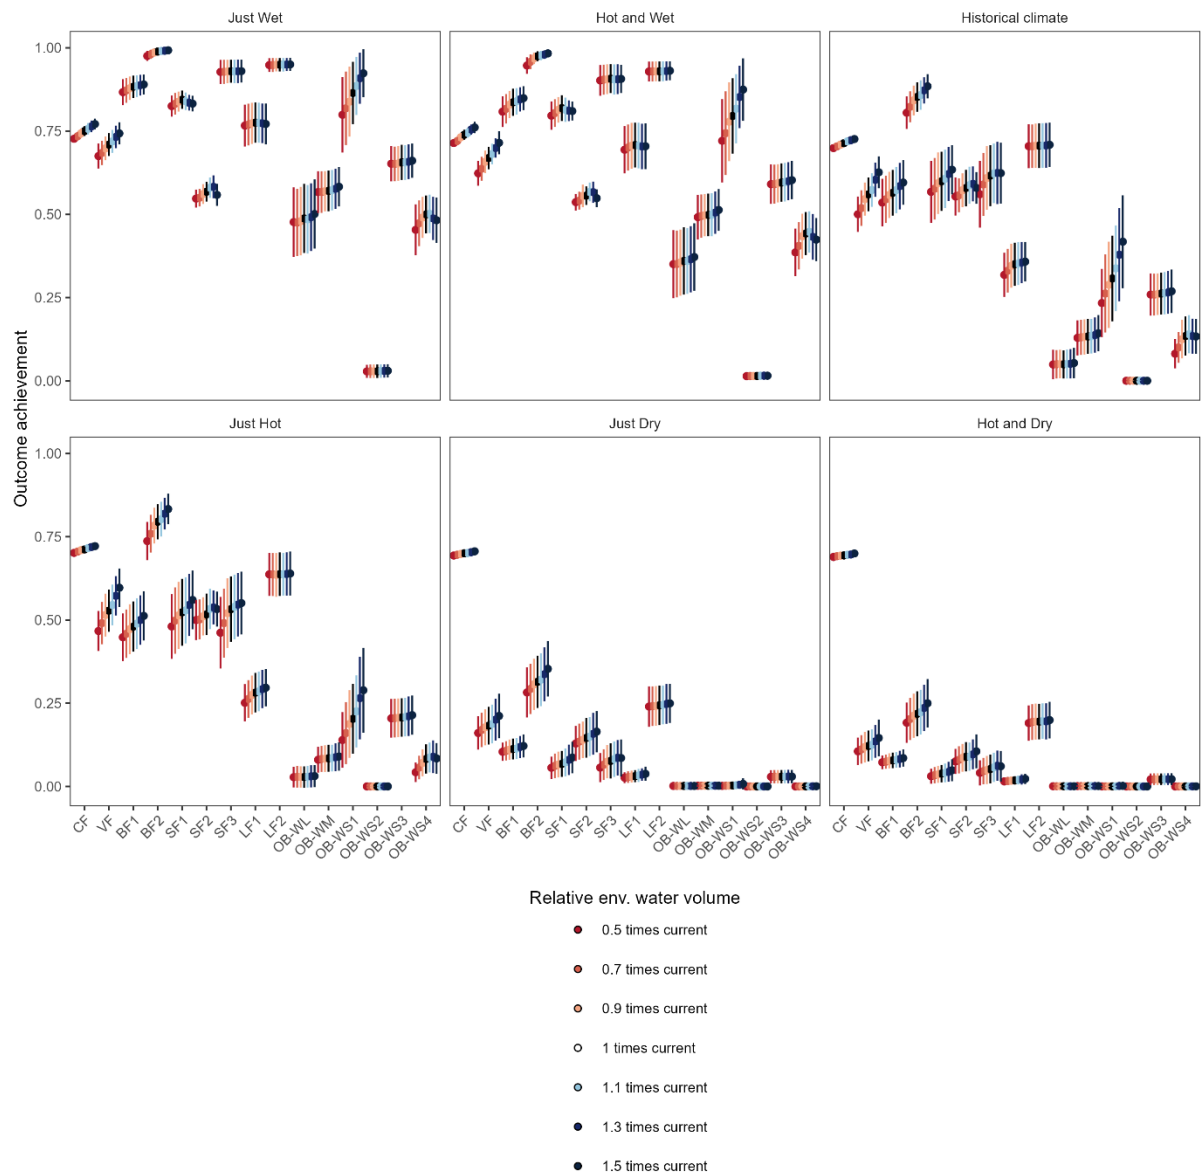 Just Wet
Hot and Wet
Historical climate
1.00
0.75
0.50
0.25
0.00
Just Hot
Just Dry
Hot and Dry
1.00
0.75
0.50
0.25
0.00
Outcome achievement
CF VF BF1 BF2 SF1 SF2 SF3 LF1 LF2 OB-WL OB-WM OB-WS1 OB-WS2 OB-WS3 OB-WS4
CF VF BF1 BF2 SF1 SF2 SF3 LF1 LF2 OB-WL OB-WM OB-WS1 OB-WS2 OB-WS3 OB-WS4
CF VF BF1 BF2 SF1 SF2 SF3 LF1 LF2 OB-WL OB-WM OB-WS1 OB-WS2 OB-WS3 OB-WS4
Relative env. water volume
0.5 times current
0.7 times current
0.9 times current
1 times current
1.1 times current
1.3 times current
1.5 times current